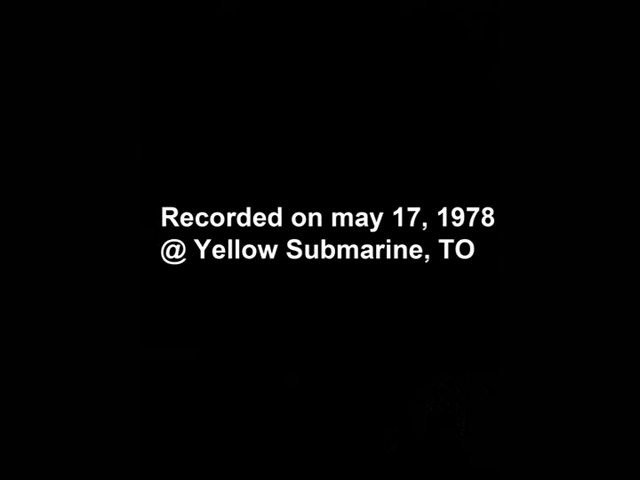 Recorded on may 17, 1978
@ Yellow Submarine, TO